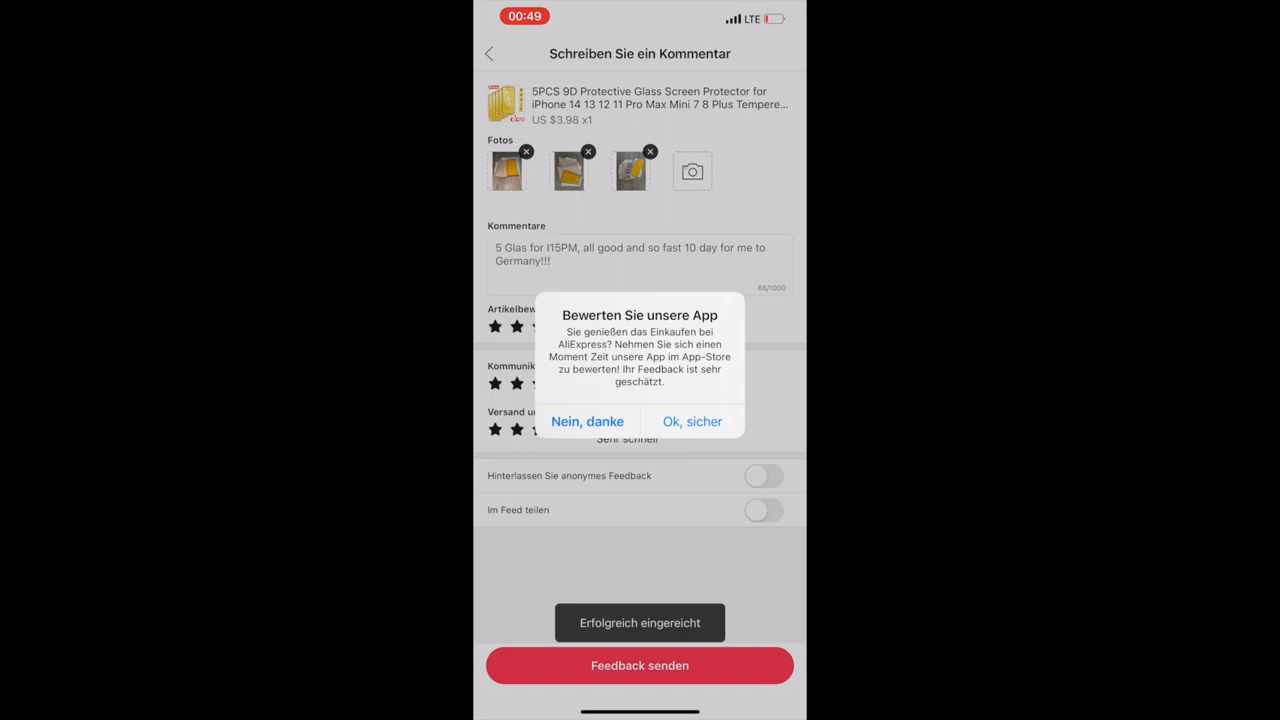 00:49
LTE
Schreiben Sie ein Kommentar
5PCS 9D Protective Glass Screen Protector for
iPhone 14 13 12 11 Pro Max Mini 7 8 Plus Tempere...
US $3.98 x1
Fotos
Kommentare
5 Glas for I15PM, all good and so fast 10 day for me to
Germany!!!
66/1000
Artikelbew
Bewerten Sie unsere App
Sie genießen das Einkaufen bei
AliExpress? Nehmen Sie sich einen
Moment Zeit unsere App im App-Store
zu bewerten! Ihr Feedback ist sehr
geschätzt.
Nein, danke
Ok, sicher
Kommunik
Versand u
Sehr schnell
Hinterlassen Sie anonymes Feedback
Im Feed teilen
Erfolgreich eingereicht
Feedback senden